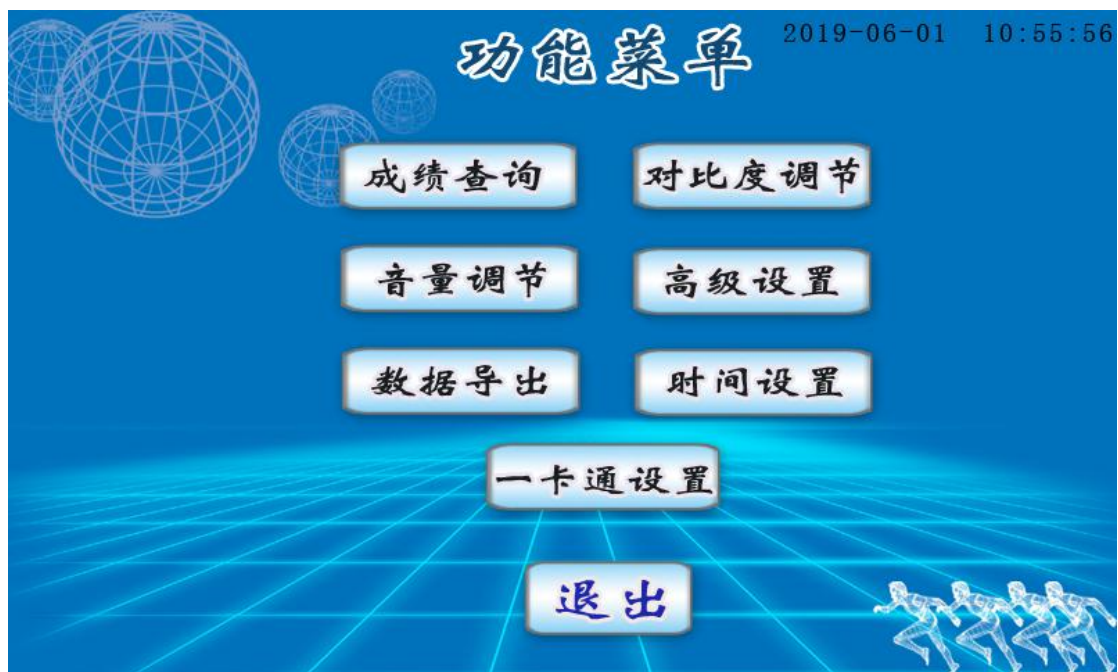 功能菜单
2019-06-01 10:55:56
成绩查询 对比度调节
音量调节 高级设置
数据导出 时间设置
一卡通设置
退出